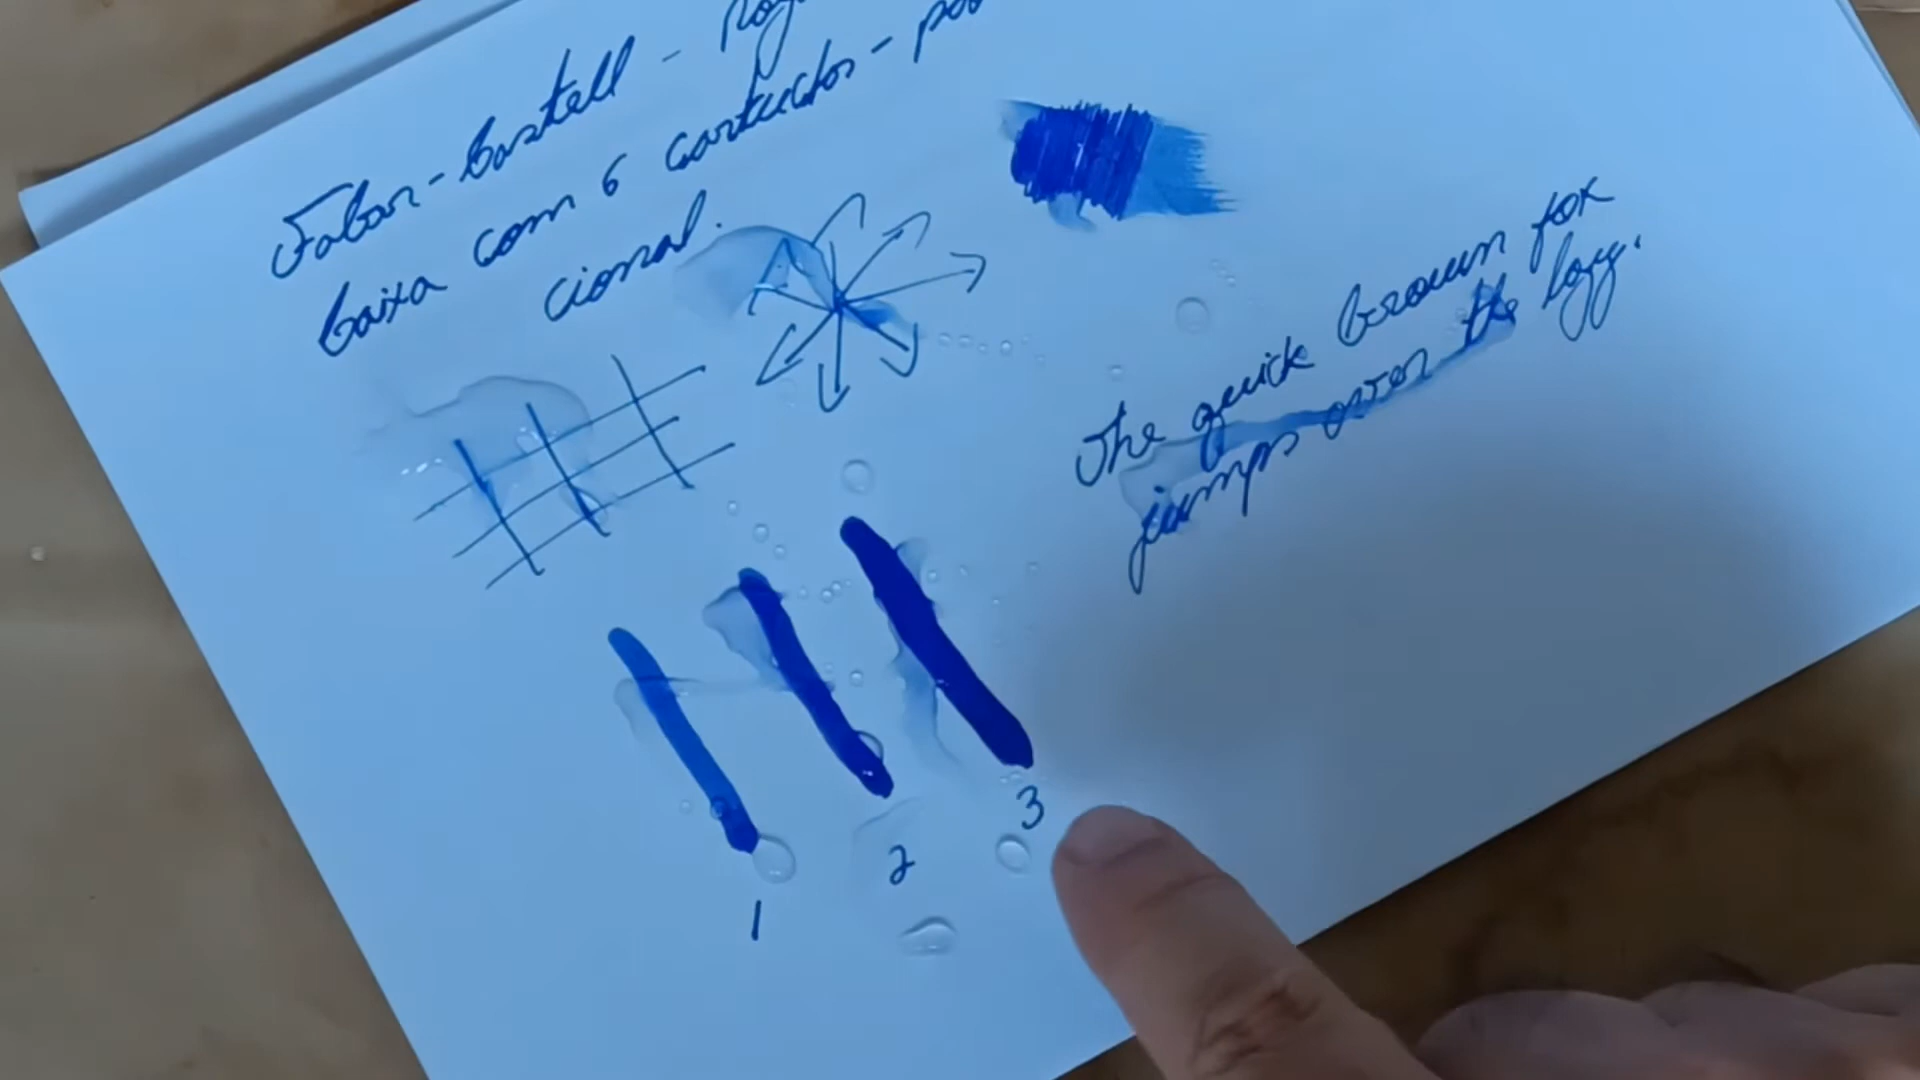 Faber-Castell -
Caixa com 6 cartuchos -
cional.
The quick brown fox
jumps over the lazy.
1
2
3